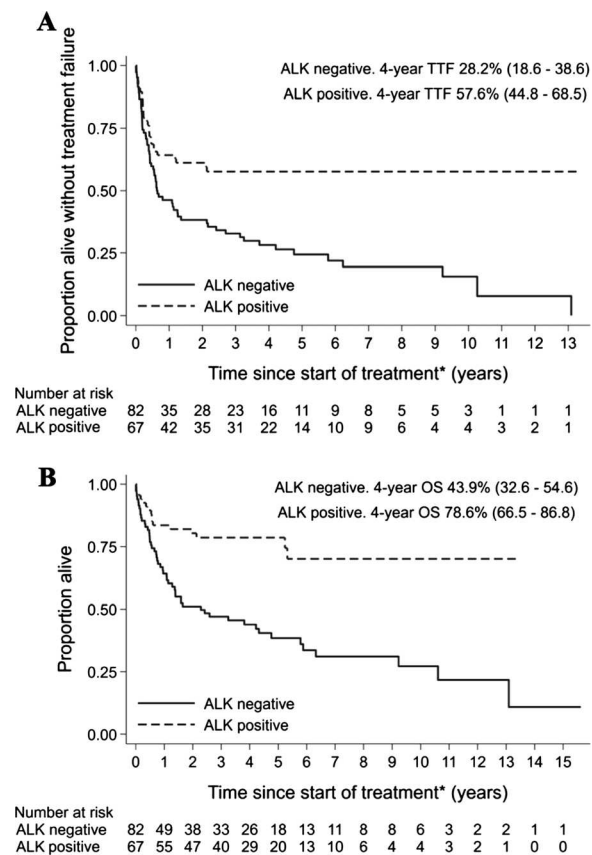 A
Proportion alive without treatment failure
1.00
0.75
0.50
0.25
0.00
ALK negative. 4-year TTF 28.2% (18.6 - 38.6)
ALK positive. 4-year TTF 57.6% (44.8 - 68.5)
ALK negative
ALK positive
0 1 2 3 4 5 6 7 8 9 10 11 12 13
Time since start of treatment* (years)
Number at risk
ALK negative 82 35 28 23 16 11 9 8 5 5 3 1 1 1
ALK positive 67 42 35 31 22 14 10 9 6 4 4 3 2 1
B
Proportion alive
1.00
0.75
0.50
0.25
0.00
ALK negative. 4-year OS 43.9% (32.6 - 54.6)
ALK positive. 4-year OS 78.6% (66.5 - 86.8)
ALK negative
ALK positive
0 1 2 3 4 5 6 7 8 9 10 11 12 13 14 15
Time since start of treatment* (years)
Number at risk
ALK negative 82 49 38 33 26 18 13 11 8 8 6 3 2 2 1 1
ALK positive 67 55 47 40 29 20 13 10 6 4 4 3 2 1 0 0